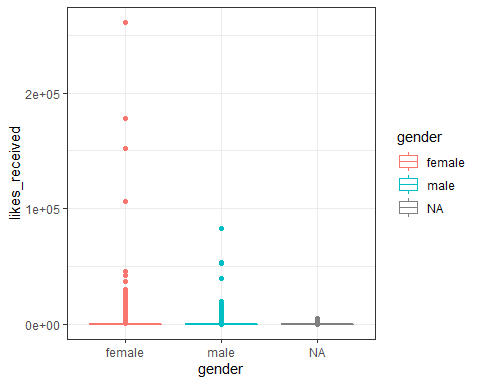 likes_received
2e+05
1e+05
0e+00
female
male
NA
gender
gender
female
male
NA